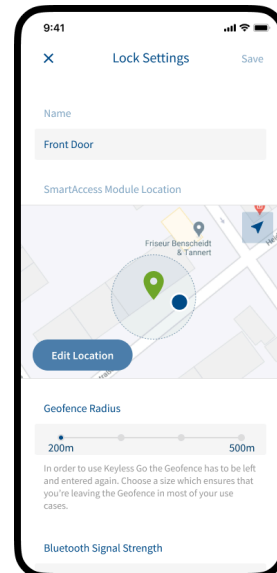 9:41
Lock Settings
Save
Name
Front Door
SmartAccess Module Location
Friseur Benscheidt
& Tannert
Edit Location
Geofence Radius
200m
500m
In order to use Keyless Go the Geofence has to be left
and entered again. Choose a size which ensures that
you're leaving the Geofence in most of your use
cases.
Bluetooth Signal Strength